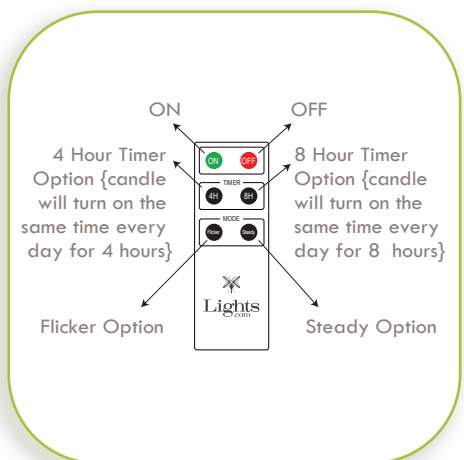 ON
OFF
4 Hour Timer
Option {candle
will turn on the
same time every
day for 4 hours}
8 Hour Timer
Option {candle
will turn on the
same time every
day for 8 hours}
ON OFF
TIMER
4H 8H
MODE
Flicker Steady
Lights
.com
Flicker Option
Steady Option